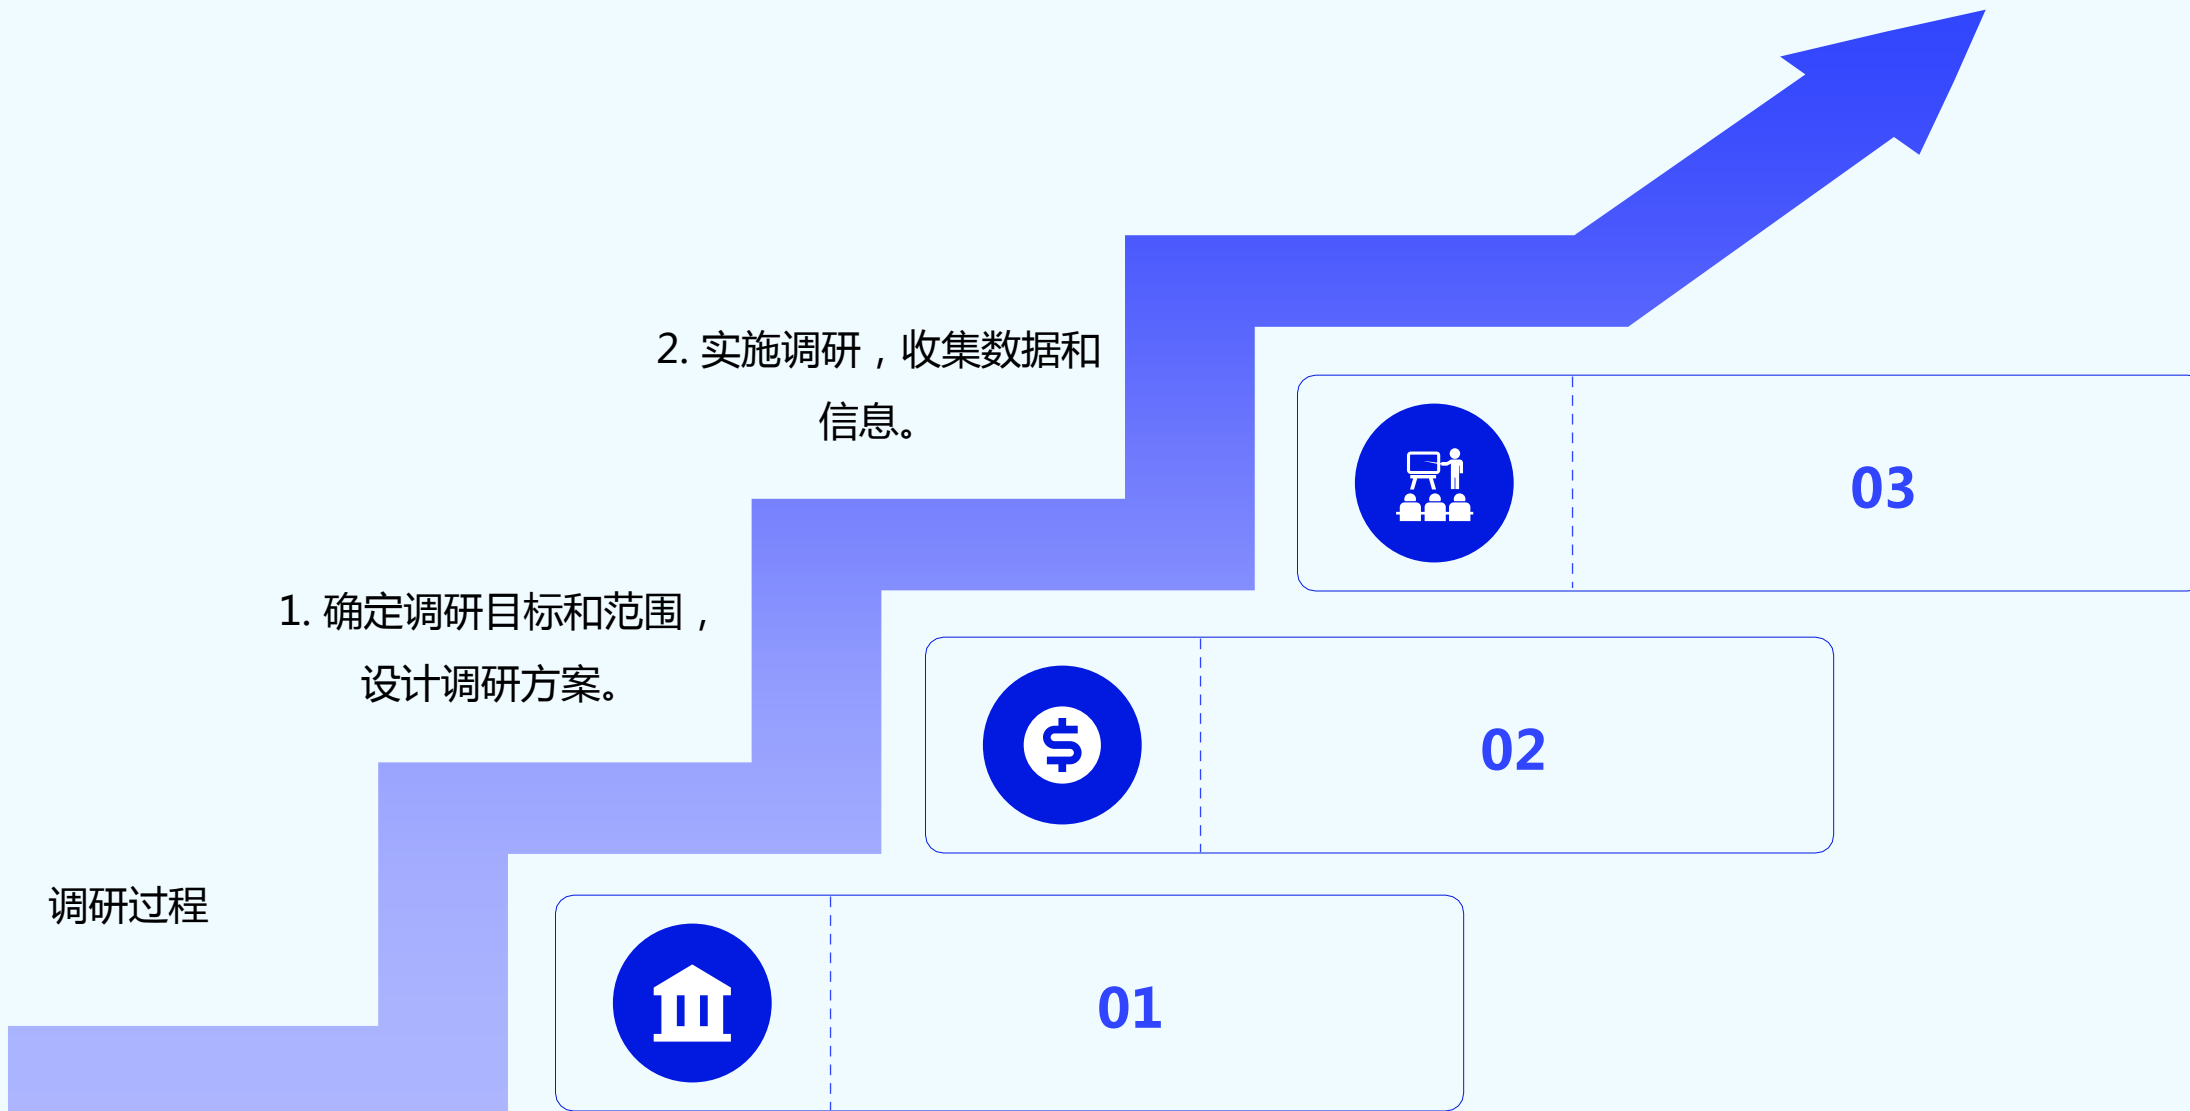 2. 实施调研，收集数据和
信息。
03
1. 确定调研目标和范围，
设计调研方案。
02
调研过程
01